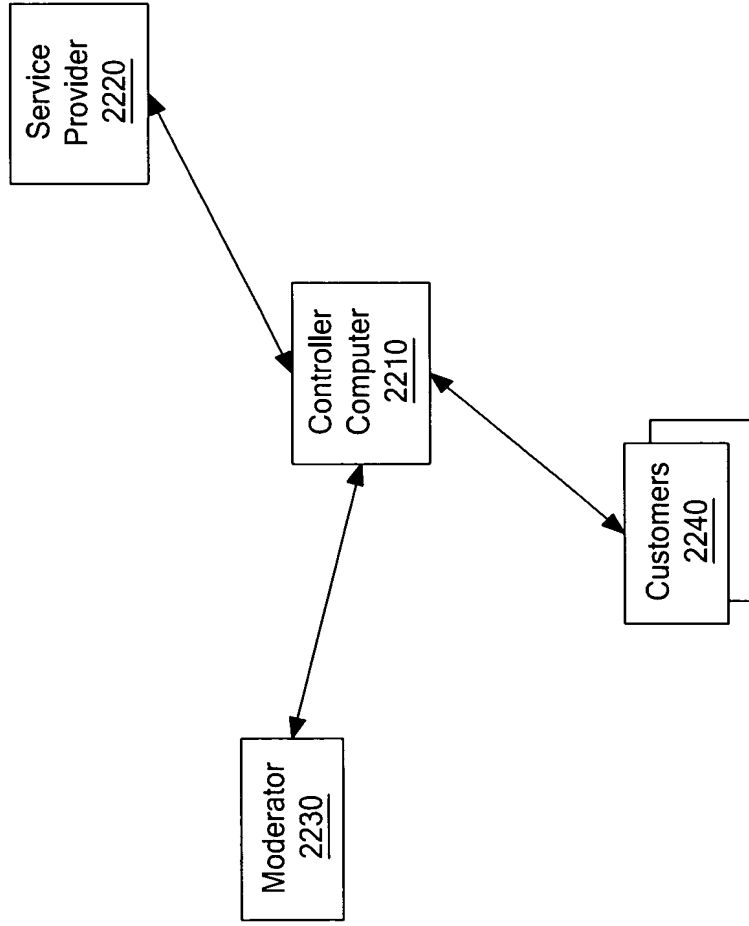 Service
Provider
2220
Controller
Computer
2210
Moderator
2230
Customers
2240